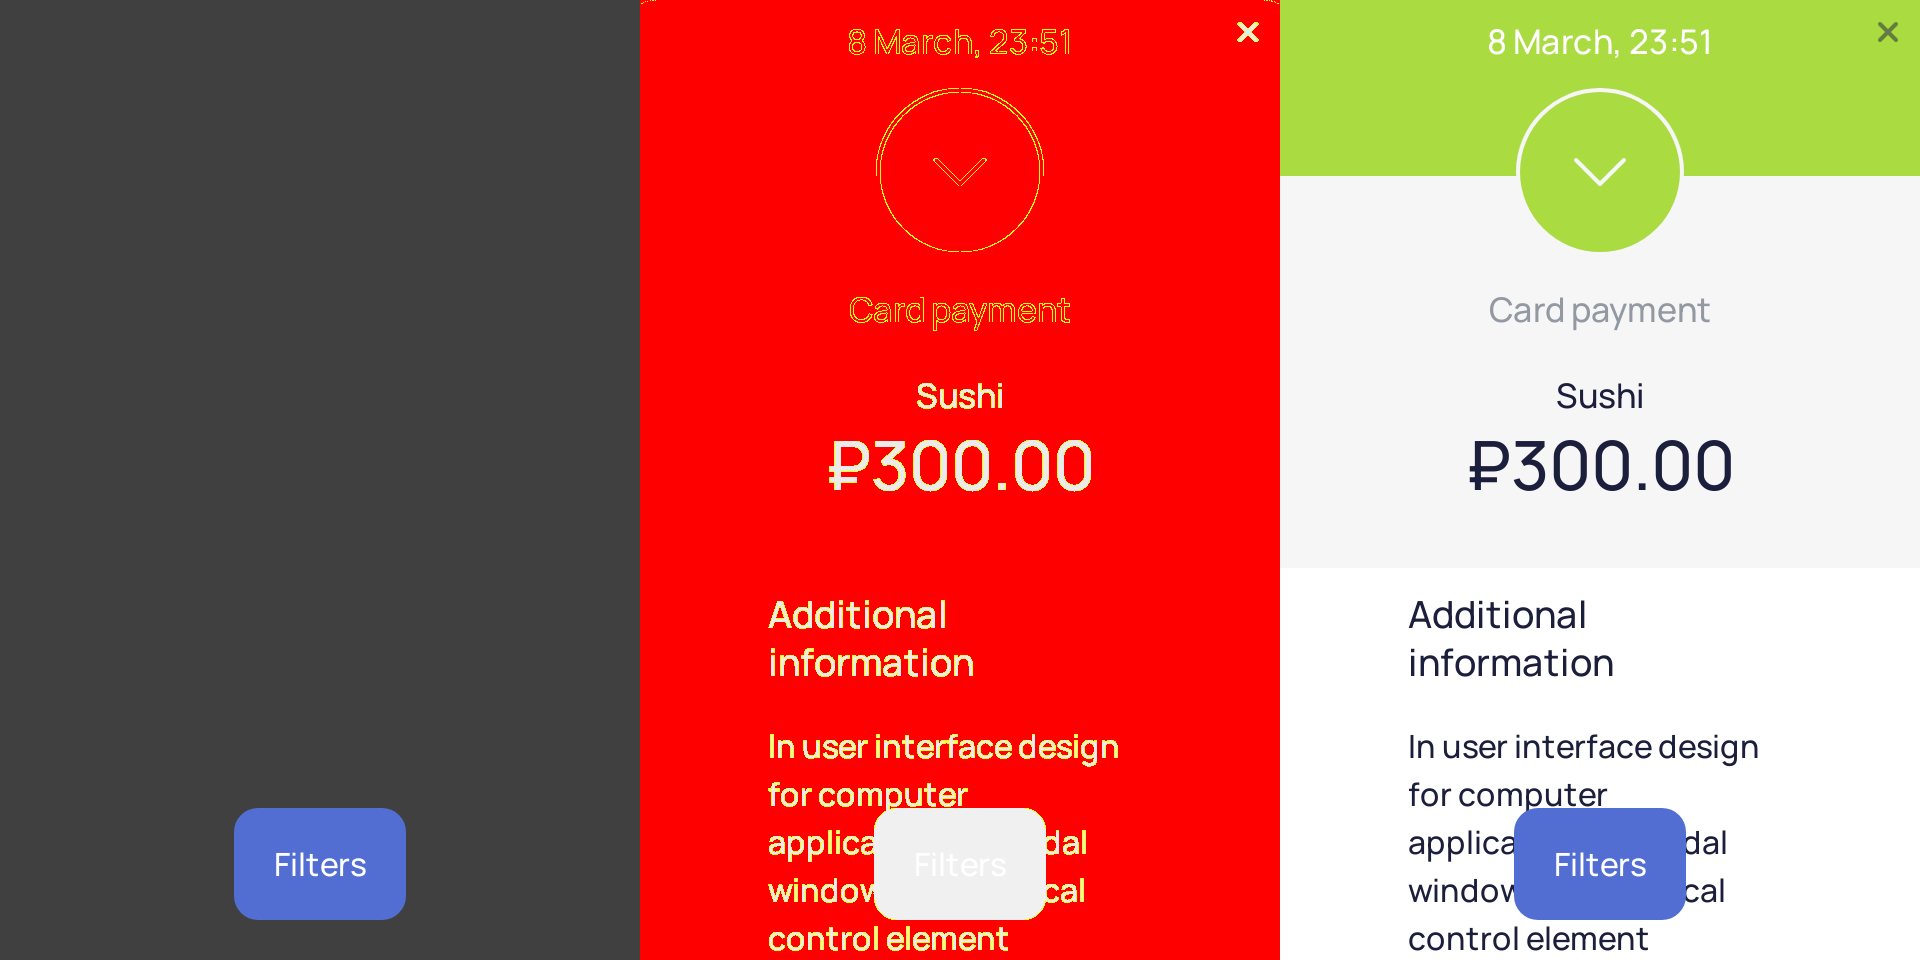 Filters
8 March, 23:51
Card payment
Sushi
₽300.00
Additional
information
In user interface design
for computer
applica dal
window cal
control element
Filters
8 March, 23:51
Card payment
Sushi
₽300.00
Additional
information
In user interface design
for computer
applica dal
window cal
control element
Filters